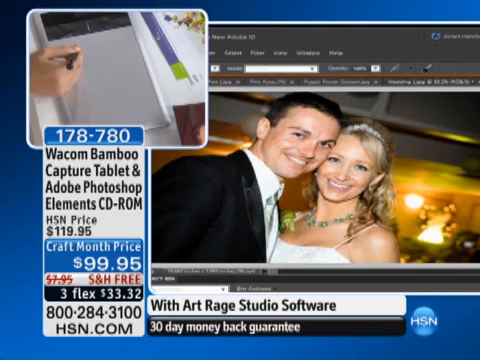 178-780
Wacom Bamboo
Capture Tablet &
Adobe Photoshop
Elements CD-ROM
HSN Price
$119.95
Craft Month Price
$99.95
$7.95 S&H FREE
3 flex $33.32
800•284•3100
HSN.COM
New Adobe ID
Select Filter View Window Help
Opacity: 100%
With Art Rage Studio Software
30 day money back guarantee
HSN